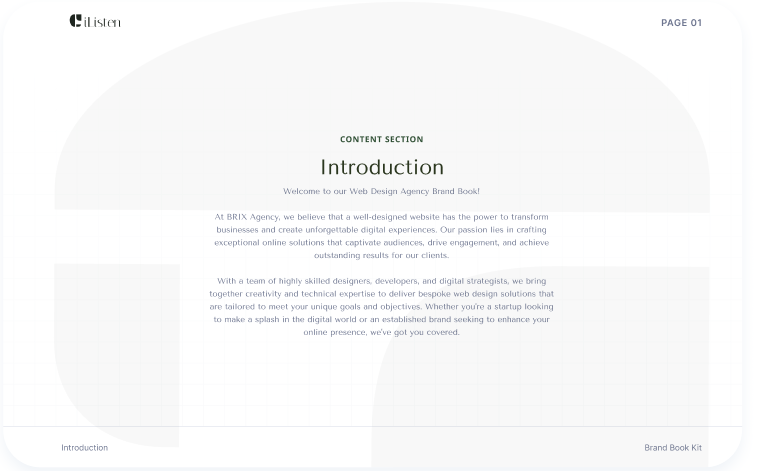 iListen
PAGE 01
CONTENT SECTION
Introduction
Welcome to our Web Design Agency Brand Book!
At BRIX Agency, we believe that a well-designed website has the power to transform
businesses and create unforgettable digital experiences. Our passion lies in crafting
exceptional online solutions that captivate audiences, drive engagement, and achieve
outstanding results for our clients.
With a team of highly skilled designers, developers, and digital strategists, we bring
together creativity and technical expertise to deliver bespoke web design solutions that
are tailored to meet your unique goals and objectives. Whether you're a startup looking
to make a splash in the digital world or an established brand seeking to enhance your
online presence, we've got you covered.
Introduction
Brand Book Kit